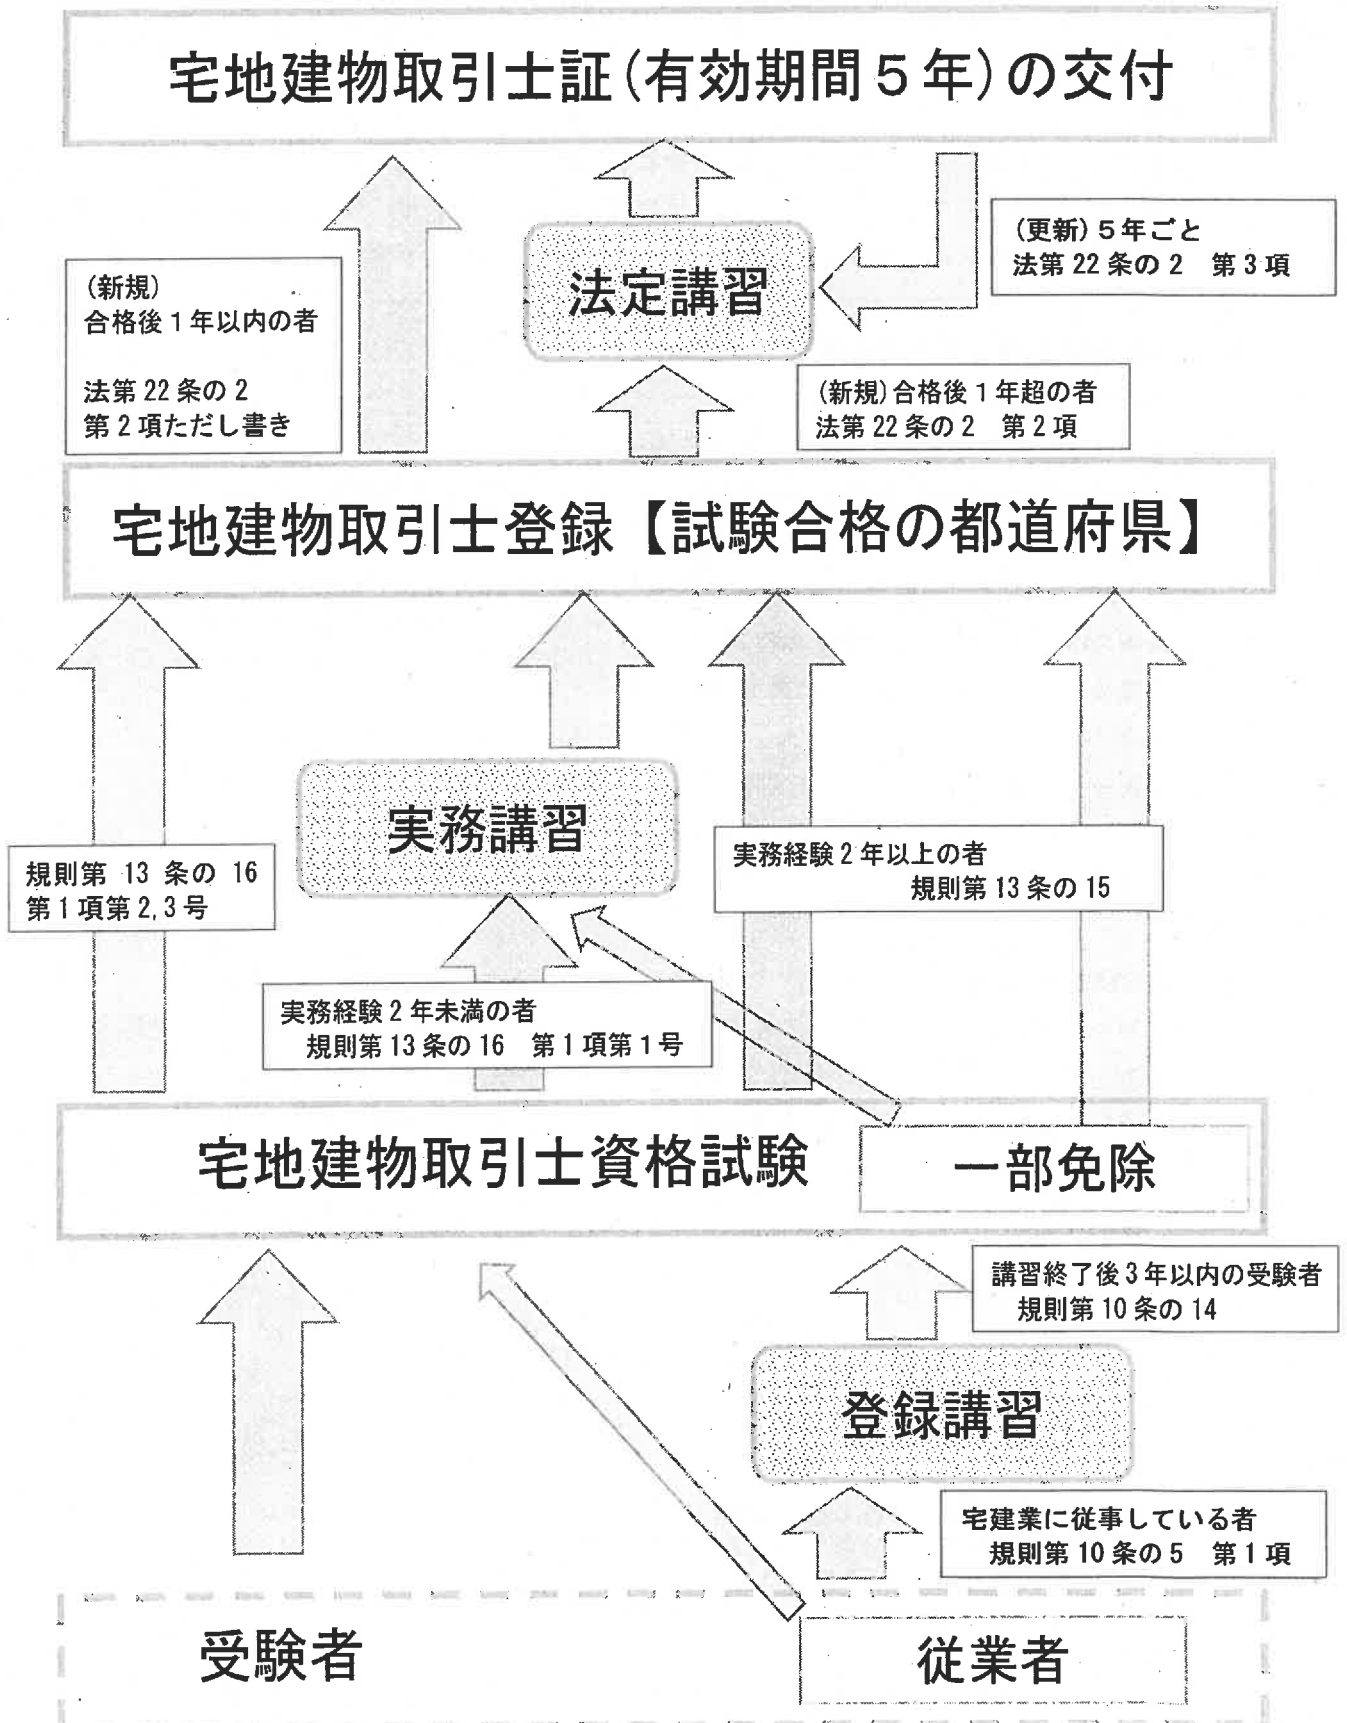 宅地建物取引士証(有効期間5年)の交付
(更新)5年ごと
法第22条の2 第3項
法定講習
(新規)
合格後1年以内の者
法第22条の2
第2項ただし書き
(新規)合格後1年超の者
法第22条の2 第2項
宅地建物取引士登録【試験合格の都道府県】
実務講習
規則第 13 条の 16
第1項第2,3号
実務経験2年以上の者
規則第13条の15
実務経験2年未満の者
規則第13条の16 第1項第1号
宅地建物取引士資格試験
一部免除
講習終了後3年以内の受験者
規則第10条の14
登録講習
宅建業に従事している者
規則第10条の5 第1項
受験者
従業者